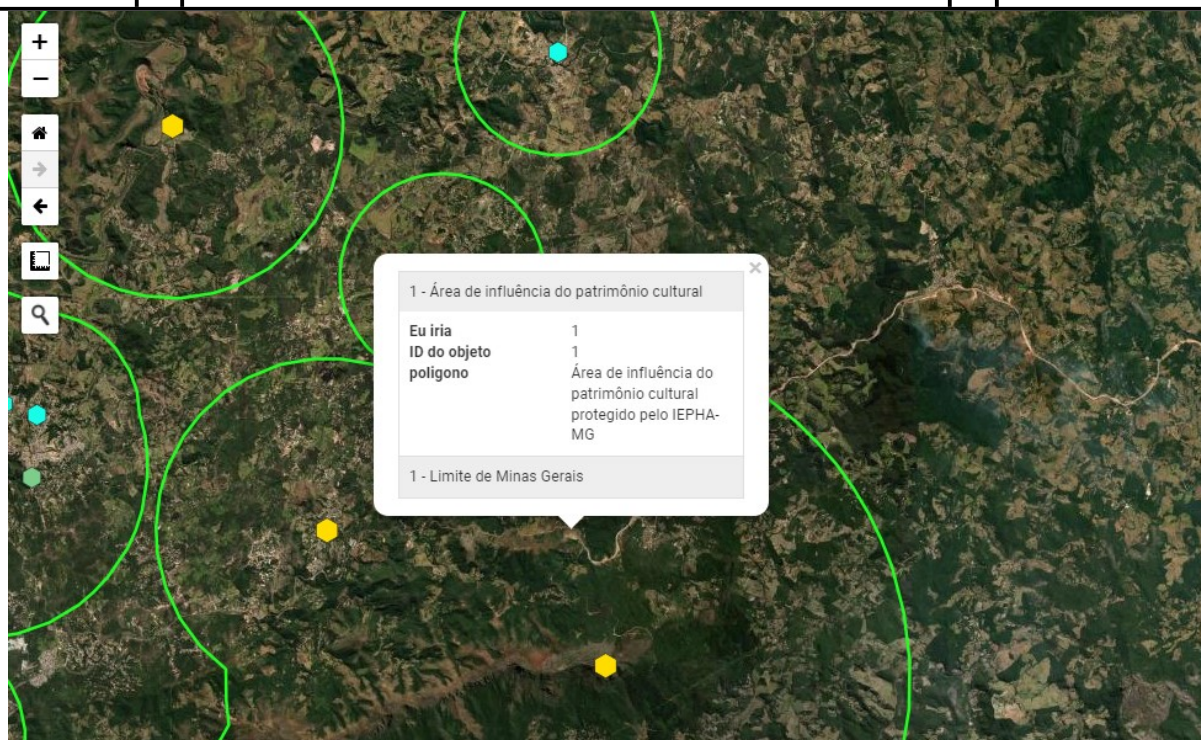 +
−
×
1 - Área de influência do patrimônio cultural
Eu iria 1
ID do objeto 1
poligono Área de influência do
patrimônio cultural
protegido pelo IEPHA-
MG
1 - Limite de Minas Gerais